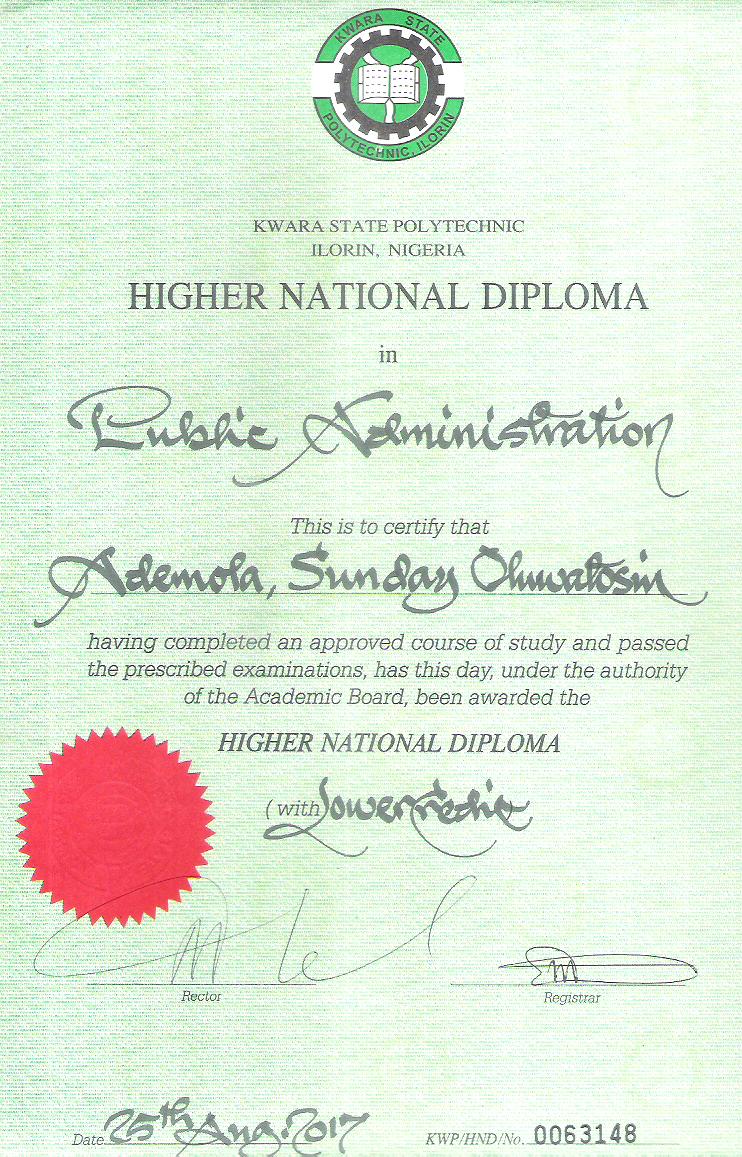 KWARA STATE
POLYTECHNIC, ILORIN
KWARA STATE POLYTECHNIC
ILORIN, NIGERIA
HIGHER NATIONAL DIPLOMA
in
Public Administration
This is to certify that
Ademola, Sunday Oluwatosin
having completed an approved course of study and passed
the prescribed examinations, has this day, under the authority
of the Academic Board, been awarded the
HIGHER NATIONAL DIPLOMA
(with Lower Credit)
Rector
Registrar
Date 25th Aug. 2017
KWP/HND/No. 0063148